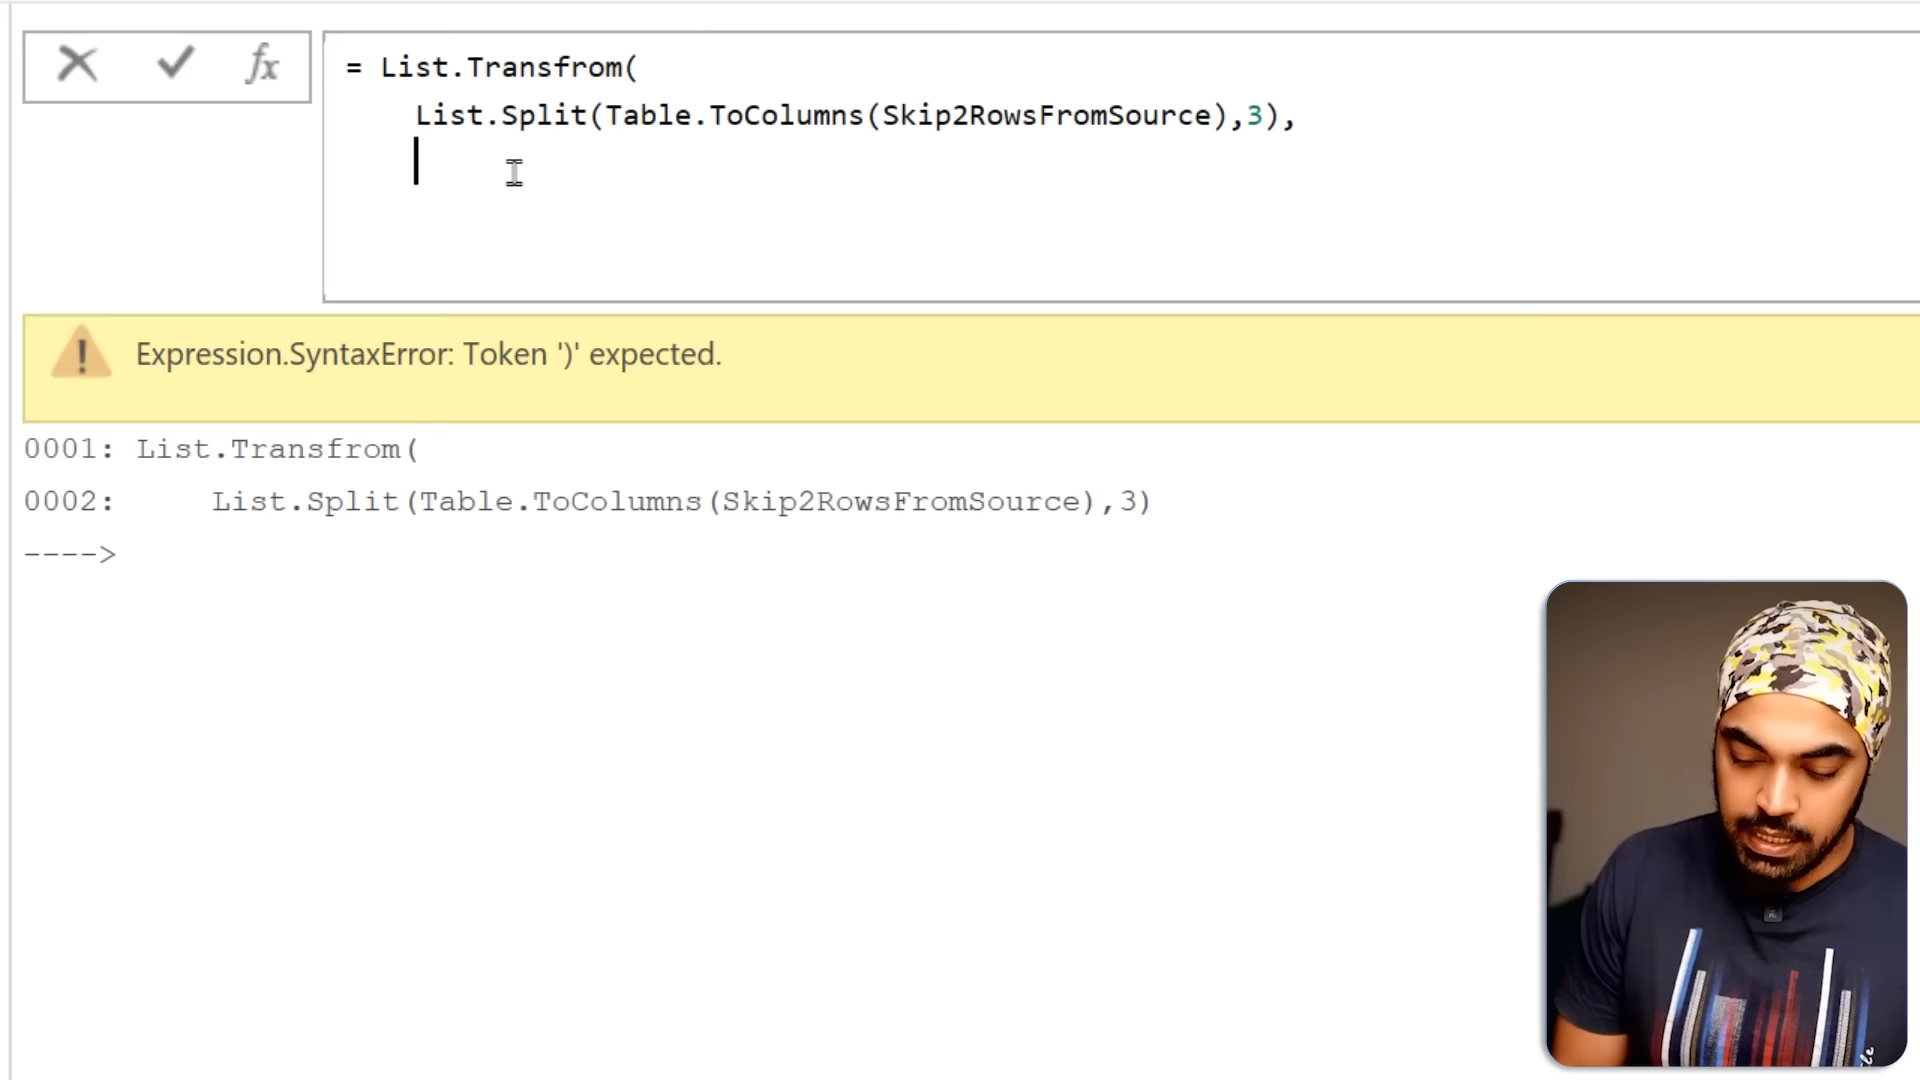 fx
= List.Transfrom(
List.Split(Table.ToColumns(Skip2RowsFromSource),3),
! Expression.SyntaxError: Token ')' expected.
0001: List.Transfrom(
0002: List.Split(Table.ToColumns(Skip2RowsFromSource),3)
---->